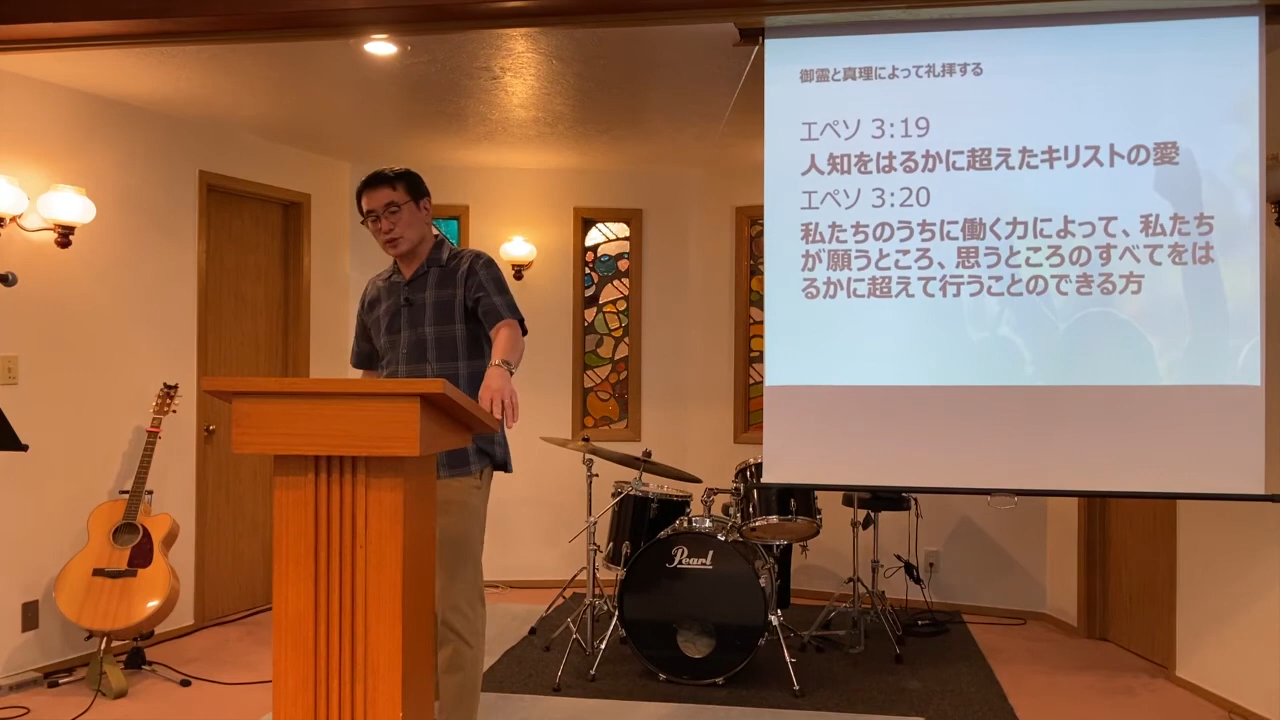 御霊と真理によって礼拝する
エペソ 3:19
人知をはるかに超えたキリストの愛
エペソ 3:20
私たちのうちに働く力によって、私たち
が願うところ、思うところのすべてをは
るかに超えて行うことのできる方
Pearl